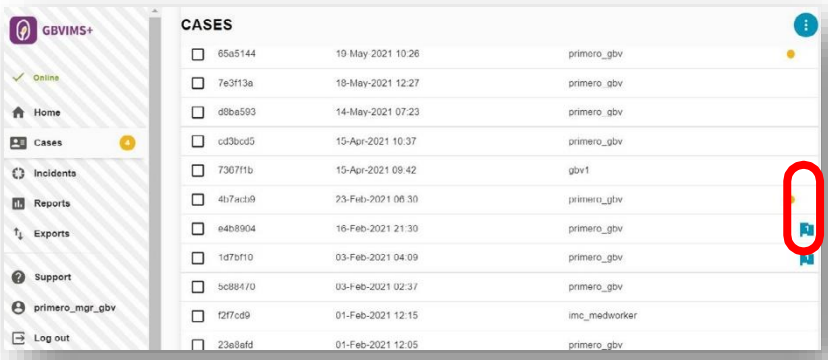 GBVIMS+
Online
Home
Cases 4
Incidents
Reports
Exports
Support
primero_mgr_gbv
Log out
CASES
65a5144 19-May-2021 10:26 primero_gbv
7e3f13a 18-May-2021 12:27 primero_gbv
d8ba593 14-May-2021 07:23 primero_gbv
cd3bcd5 15-Apr-2021 10:37 primero_gbv
7367f1b 15-Apr-2021 09:42 gbv1
4b7acb9 23-Feb-2021 06:30 primero_gbv
e4b8904 16-Feb-2021 21:30 primero_gbv 1
1d7bf10 03-Feb-2021 04:09 primero_gbv 1
5c88470 03-Feb-2021 02:37 primero_gbv
f2f7cd9 01-Feb-2021 12:15 imc_medworker
23a8afd 01-Feb-2021 12:05 primero_gbv